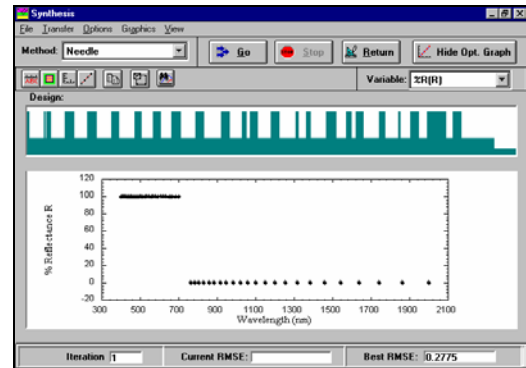 Synthesis
File Transfer Options Graphics View
Method: Needle Go Stop Return Hide Opt. Graph
Variable: %R(R)
Design:
120
100
80
60
40
20
0
-20
% Reflectance R
300 500 700 900 1100 1300 1500 1700 1900 2100
Wavelength (nm)
Iteration 1 Current RMSE: Best RMSE: 0.2775